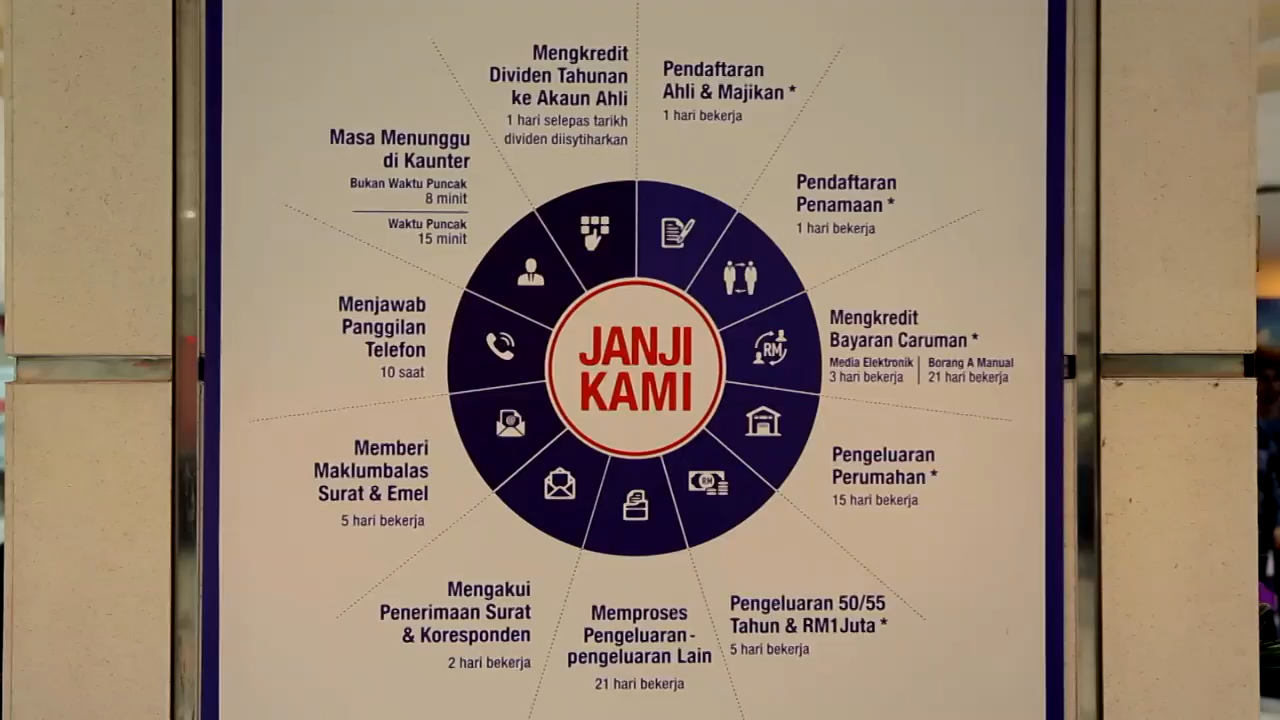 JANJI
KAMI
Pendaftaran
Ahli & Majikan *
1 hari bekerja
Pendaftaran
Penamaan *
1 hari bekerja
Mengkredit
Bayaran Caruman *
Media Elektronik
3 hari bekerja
Borang A Manual
21 hari bekerja
RM
Pengeluaran
Perumahan *
15 hari bekerja
Pengeluaran 50/55
Tahun & RM1Juta *
5 hari bekerja
RM
Memproses
Pengeluaran-
pengeluaran Lain
21 hari bekerja
Mengakui
Penerimaan Surat
& Koresponden
2 hari bekerja
Memberi
Maklumbalas
Surat & Emel
5 hari bekerja
@
Menjawab
Panggilan
Telefon
10 saat
Masa Menunggu
di Kaunter
Bukan Waktu Puncak
8 minit
Waktu Puncak
15 minit
Mengkredit
Dividen Tahunan
ke Akaun Ahli
1 hari selepas tarikh
dividen diisytiharkan